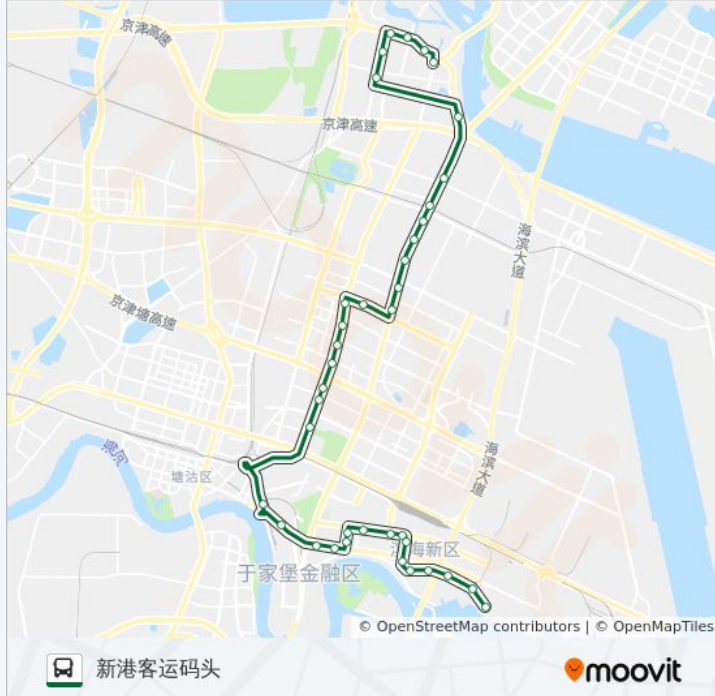 京津高速
京津高速
海滨大道
京津塘高速
海滨大道
塘沽区
海新区
于家堡金融区
© OpenStreetMap contributors | © OpenMapTiles
新港客运码头
moovit